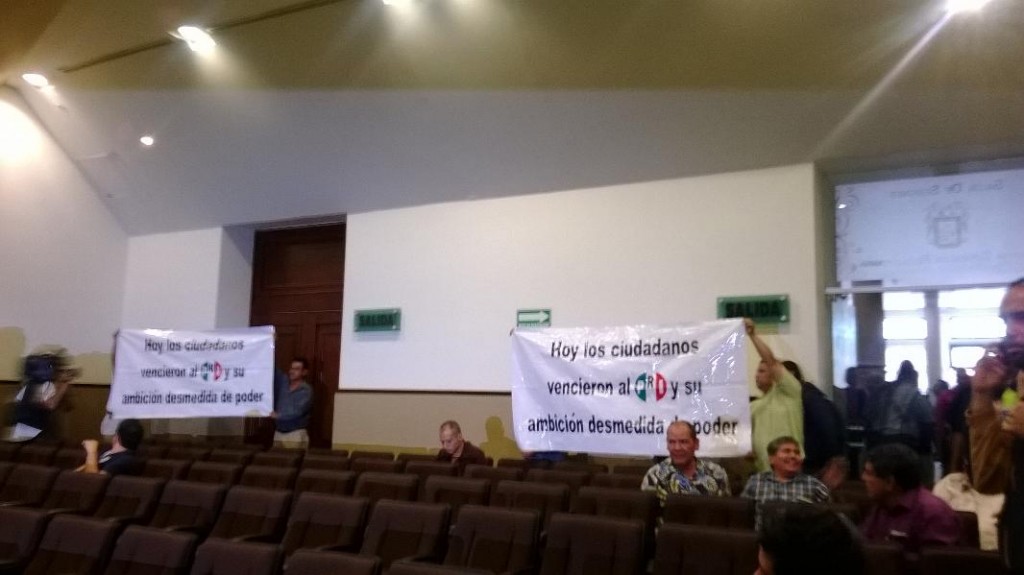 SALIDA
SALIDA
Hoy los ciudadanos
vencieron al PRD y su
ambición desmedida de poder
Hoy los ciudadanos
vencieron al PRD y su
ambición desmedida de poder